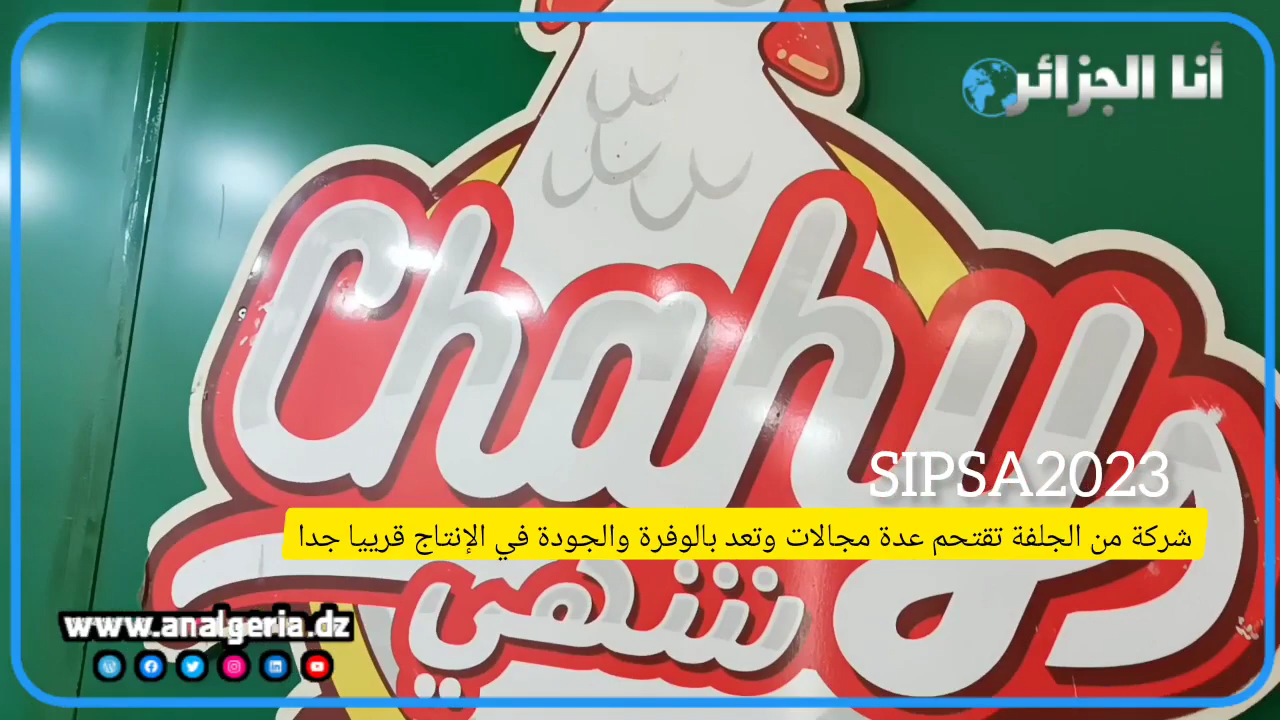 أنا الجزائر
Chahys
SIPSA2023
شركة من الجلفة تقتحم عدة مجالات وتعد بالوفرة والجودة في الإنتاج قريبا جدا
شهي
www.analgeria.dz